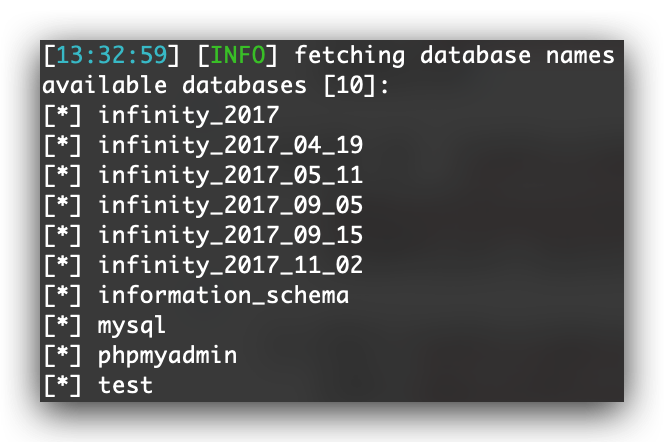 [13:32:59] [INFO] fetching database names
available databases [10]:
[*] infinity_2017
[*] infinity_2017_04_19
[*] infinity_2017_05_11
[*] infinity_2017_09_05
[*] infinity_2017_09_15
[*] infinity_2017_11_02
[*] information_schema
[*] mysql
[*] phpmyadmin
[*] test